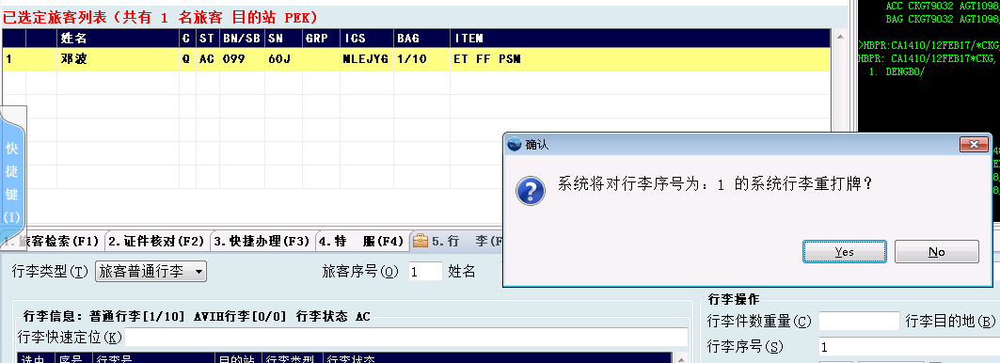 已选定旅客列表（共有 1 名旅客 目的站 PEK）
姓名 C ST BN/SB SN GRP ICS BAG ITEM
1 邓波 Q AC 099 60J MLEJYG 1/10 ET FF PSM
ACC CKG79032 AGT1098
BAG CKG79032 AGT1098
>HBPR:CA1410/12FEB17/*CKG
HBPR: CA1410/12FEB17*CKG,
1. DENGBO/
快捷键(I)
确认
系统将对行李序号为：1 的系统行李重打牌？
Yes No
1.旅客检索(F1) 2.证件核对(F2) 3.快捷办理(F3) 4.特 服(F4) 5.行 李(F
行李类型(T) 旅客普通行李 旅客序号(O) 1 姓名
行李信息：普通行李[1/10] AVIH行李[0/0] 行李状态 AC
行李快速定位(K)
选中 序号 行李号 目的站 行李类型 行李状态
行李操作
行李件数重量(C) 行李目的地(B)
行李序号(S) 1